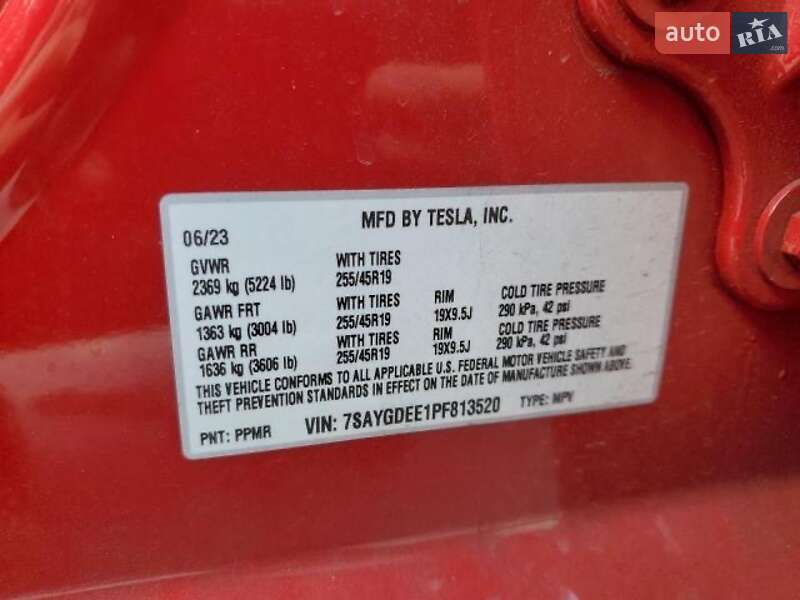 auto RIA .com
MFD BY TESLA, INC.
06/23
GVWR WITH TIRES
2369 kg (5224 lb) 255/45R19
GAWR FRT WITH TIRES RIM COLD TIRE PRESSURE
1363 kg (3004 lb) 255/45R19 19X9.5J 290 kPa, 42 psi
GAWR RR WITH TIRES RIM COLD TIRE PRESSURE
1636 kg (3606 lb) 255/45R19 19X9.5J 290 kPa, 42 psi
THIS VEHICLE CONFORMS TO ALL APPLICABLE U.S. FEDERAL MOTOR VEHICLE SAFETY AND
THEFT PREVENTION STANDARDS IN EFFECT ON THE DATE OF MANUFACTURE SHOWN ABOVE.
PNT: PPMR VIN: 7SAYGDEE1PF813520 TYPE: MPV